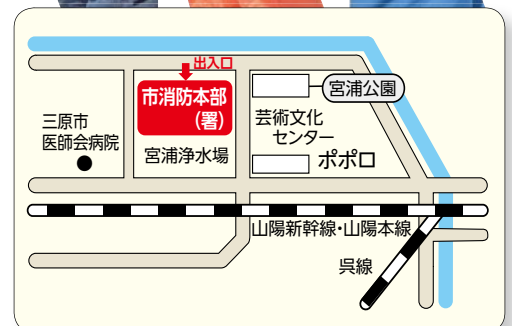 出入口
市消防本部
(署)
宮浦公園
三原市
医師会病院
宮浦浄水場
芸術文化
センター
ポポロ
山陽新幹線・山陽本線
呉線